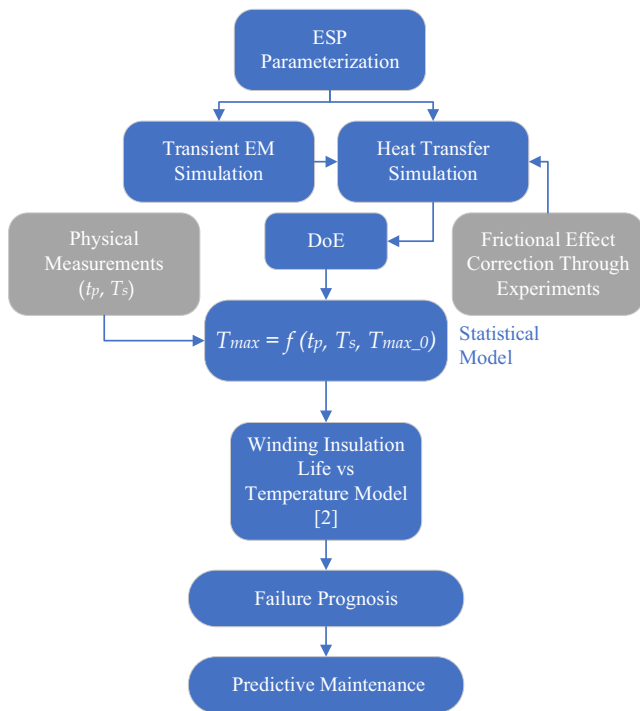 ESP
Parameterization
Transient EM
Simulation
Heat Transfer
Simulation
Physical
Measurements
(tp, Ts)
DoE
Frictional Effect
Correction Through
Experiments
Tmax = f (tp, Ts, Tmax_0)
Statistical
Model
Winding Insulation
Life vs
Temperature Model
[2]
Failure Prognosis
Predictive Maintenance